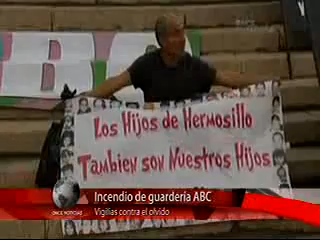 Los Hijos de Hermosillo
Tambien son Nuestros Hijos
Incendio de guardería ABC
ONCE NOTICIAS
Vigilias contra el olvido